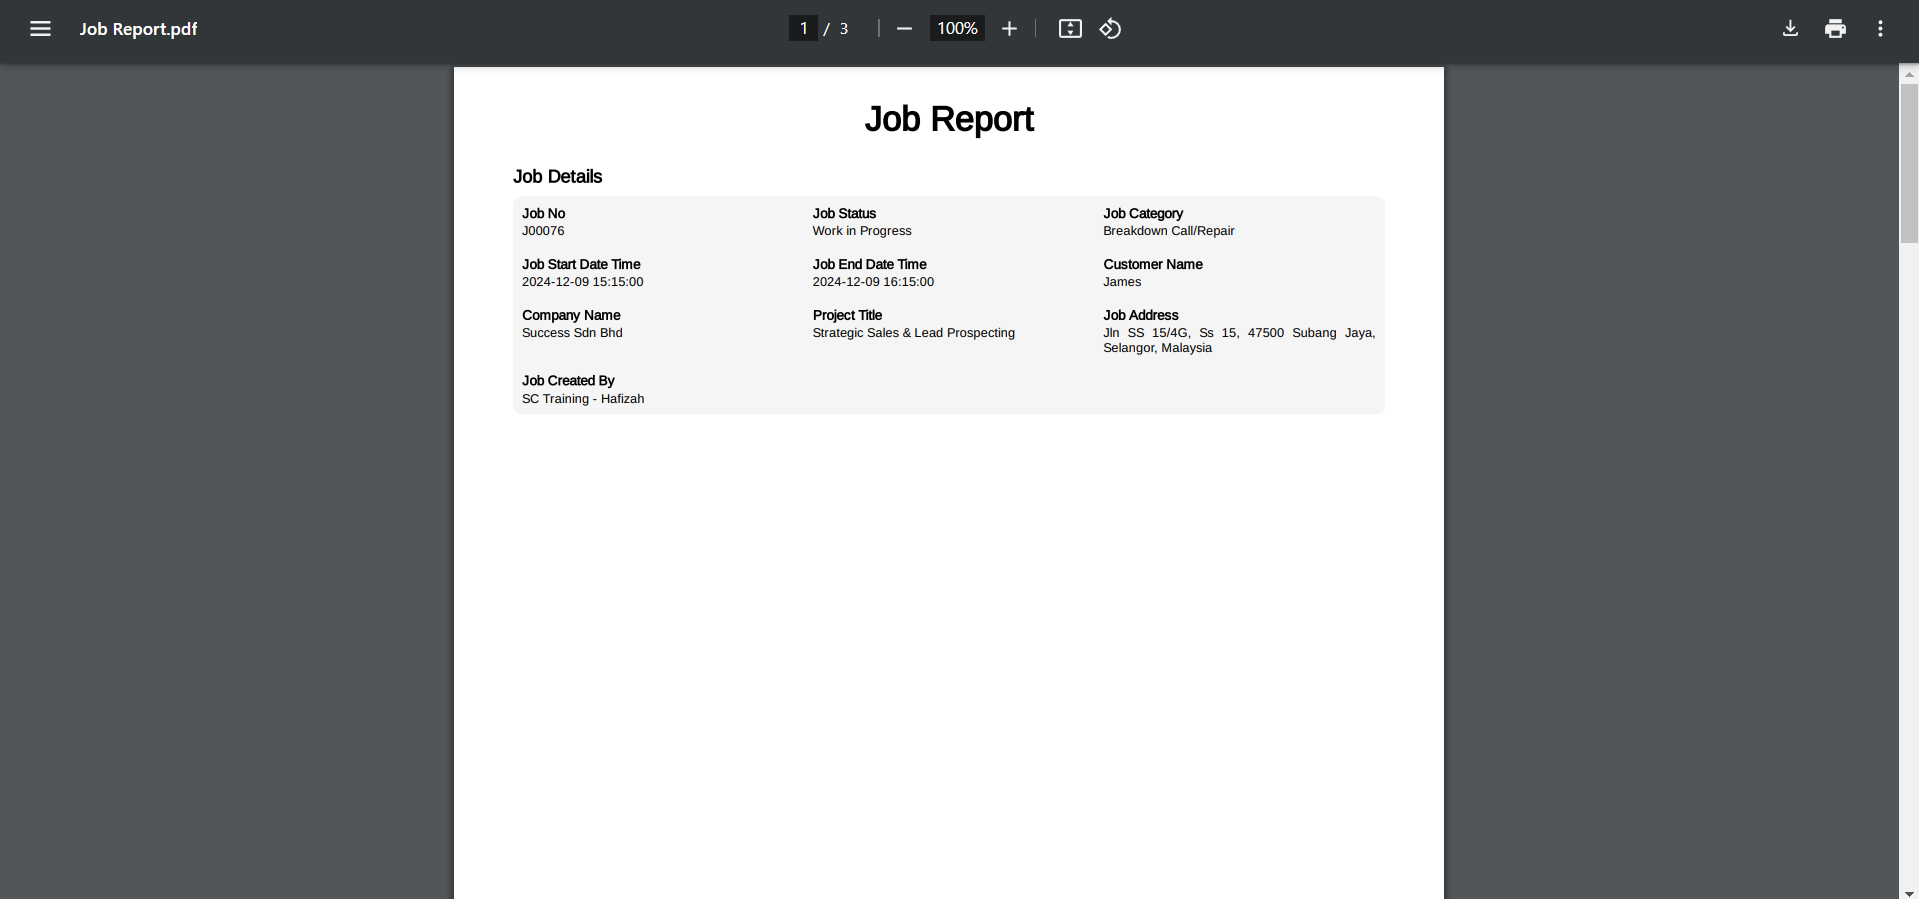 Job Report.pdf
1 / 3
100%
Job Report
Job Details
Job No
J00076
Job Status
Work in Progress
Job Category
Breakdown Call/Repair
Job Start Date Time
2024-12-09 15:15:00
Job End Date Time
2024-12-09 16:15:00
Customer Name
James
Company Name
Success Sdn Bhd
Project Title
Strategic Sales & Lead Prospecting
Job Address
Jln SS 15/4G, Ss 15, 47500 Subang Jaya,
Selangor, Malaysia
Job Created By
SC Training - Hafizah